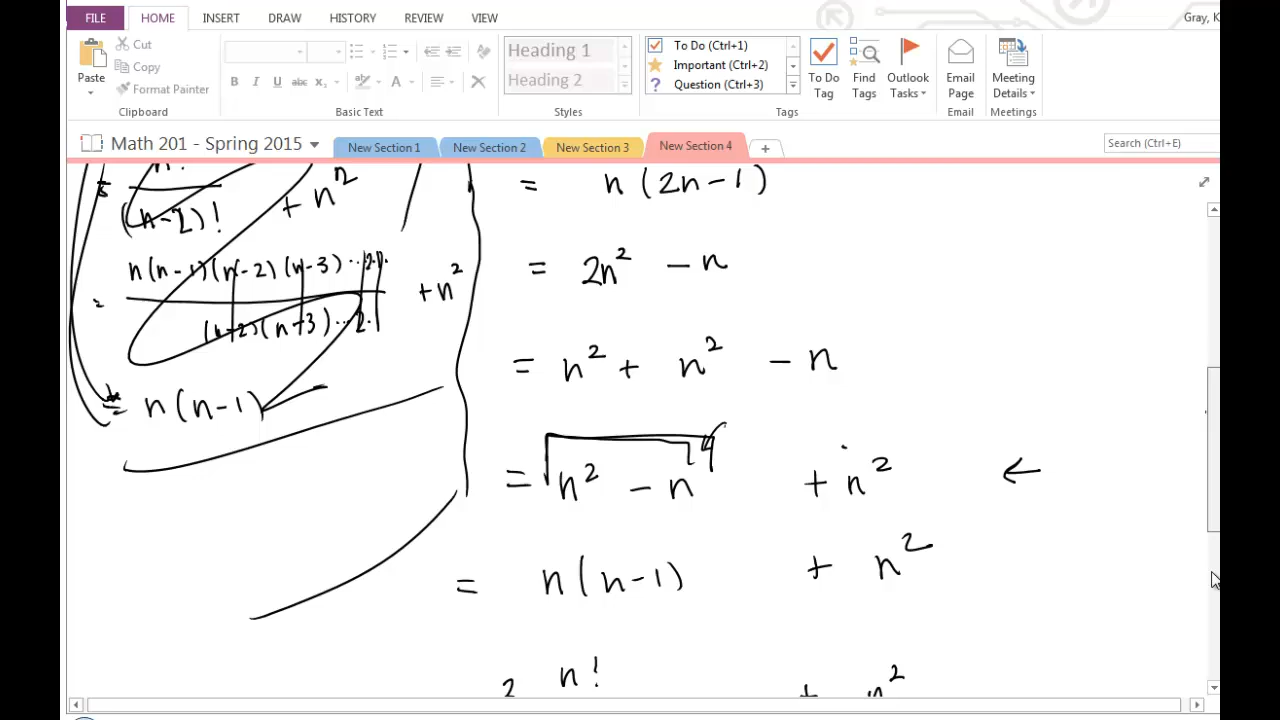 FILE HOME INSERT DRAW HISTORY REVIEW VIEW
Gray, K
Paste
Cut
Copy
Format Painter
Clipboard
B I U abc x
A
Basic Text
Heading 1
Heading 2
Styles
To Do (Ctrl+1)
Important (Ctrl+2)
? Question (Ctrl+3)
To Do Tag
Find Tags
Outlook Tasks
Tags
Email Page
Email
Meeting Details
Meetings
Math 201 - Spring 2015
New Section 1 New Section 2 New Section 3 New Section 4 +
Search (Ctrl+E)
(n-2)! + n²
n(n-1)(n-2)(n-3)...2.1. + n²
(n-2)(n-3)...2.1
= n(n-1)
= n(2n-1)
= 2n² - n
= n² + n² - n
= n² - n + n² ←
= n(n-1) + n²
n! + n²